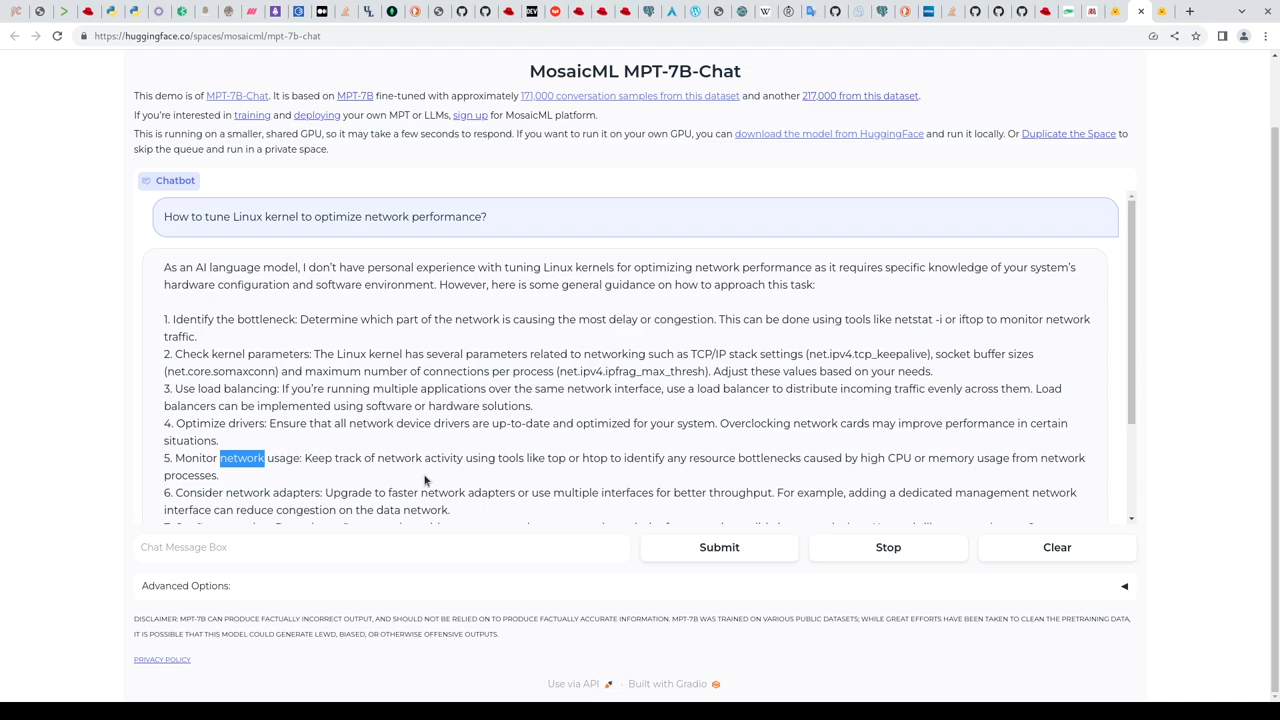 https://huggingface.co/spaces/mosaicml/mpt-7b-chat
MosaicML MPT-7B-Chat
This demo is of MPT-7B-Chat. It is based on MPT-7B fine-tuned with approximately 171,000 conversation samples from this dataset and another 217,000 from this dataset.
If you're interested in training and deploying your own MPT or LLMs, sign up for MosaicML platform.
This is running on a smaller, shared GPU, so it may take a few seconds to respond. If you want to run it on your own GPU, you can download the model from HuggingFace and run it locally. Or Duplicate the Space to
skip the queue and run in a private space.
Chatbot
How to tune Linux kernel to optimize network performance?
As an AI language model, I don't have personal experience with tuning Linux kernels for optimizing network performance as it requires specific knowledge of your system's
hardware configuration and software environment. However, here is some general guidance on how to approach this task:
1. Identify the bottleneck: Determine which part of the network is causing the most delay or congestion. This can be done using tools like netstat -i or iftop to monitor network
traffic.
2. Check kernel parameters: The Linux kernel has several parameters related to networking such as TCP/IP stack settings (net.ipv4.tcp_keepalive), socket buffer sizes
(net.core.somaxconn) and maximum number of connections per process (net.ipv4.ipfrag_max_thresh). Adjust these values based on your needs.
3. Use load balancing: If you're running multiple applications over the same network interface, use a load balancer to distribute incoming traffic evenly across them. Load
balancers can be implemented using software or hardware solutions.
4. Optimize drivers: Ensure that all network device drivers are up-to-date and optimized for your system. Overclocking network cards may improve performance in certain
situations.
5. Monitor network usage: Keep track of network activity using tools like top or htop to identify any resource bottlenecks caused by high CPU or memory usage from network
processes.
6. Consider network adapters: Upgrade to faster network adapters or use multiple interfaces for better throughput. For example, adding a dedicated management network
interface can reduce congestion on the data network.
Chat Message Box
Submit
Stop
Clear
Advanced Options:
DISCLAIMER: MPT-7B CAN PRODUCE FACTUALLY INCORRECT OUTPUT, AND SHOULD NOT BE RELIED ON TO PRODUCE FACTUALLY ACCURATE INFORMATION. MPT-7B WAS TRAINED ON VARIOUS PUBLIC DATASETS; WHILE GREAT EFFORTS HAVE BEEN TAKEN TO CLEAN THE PRETRAINING DATA,
IT IS POSSIBLE THAT THIS MODEL COULD GENERATE LEWD, BIASED, OR OTHERWISE OFFENSIVE OUTPUTS.
PRIVACY POLICY
Use via API · Built with Gradio